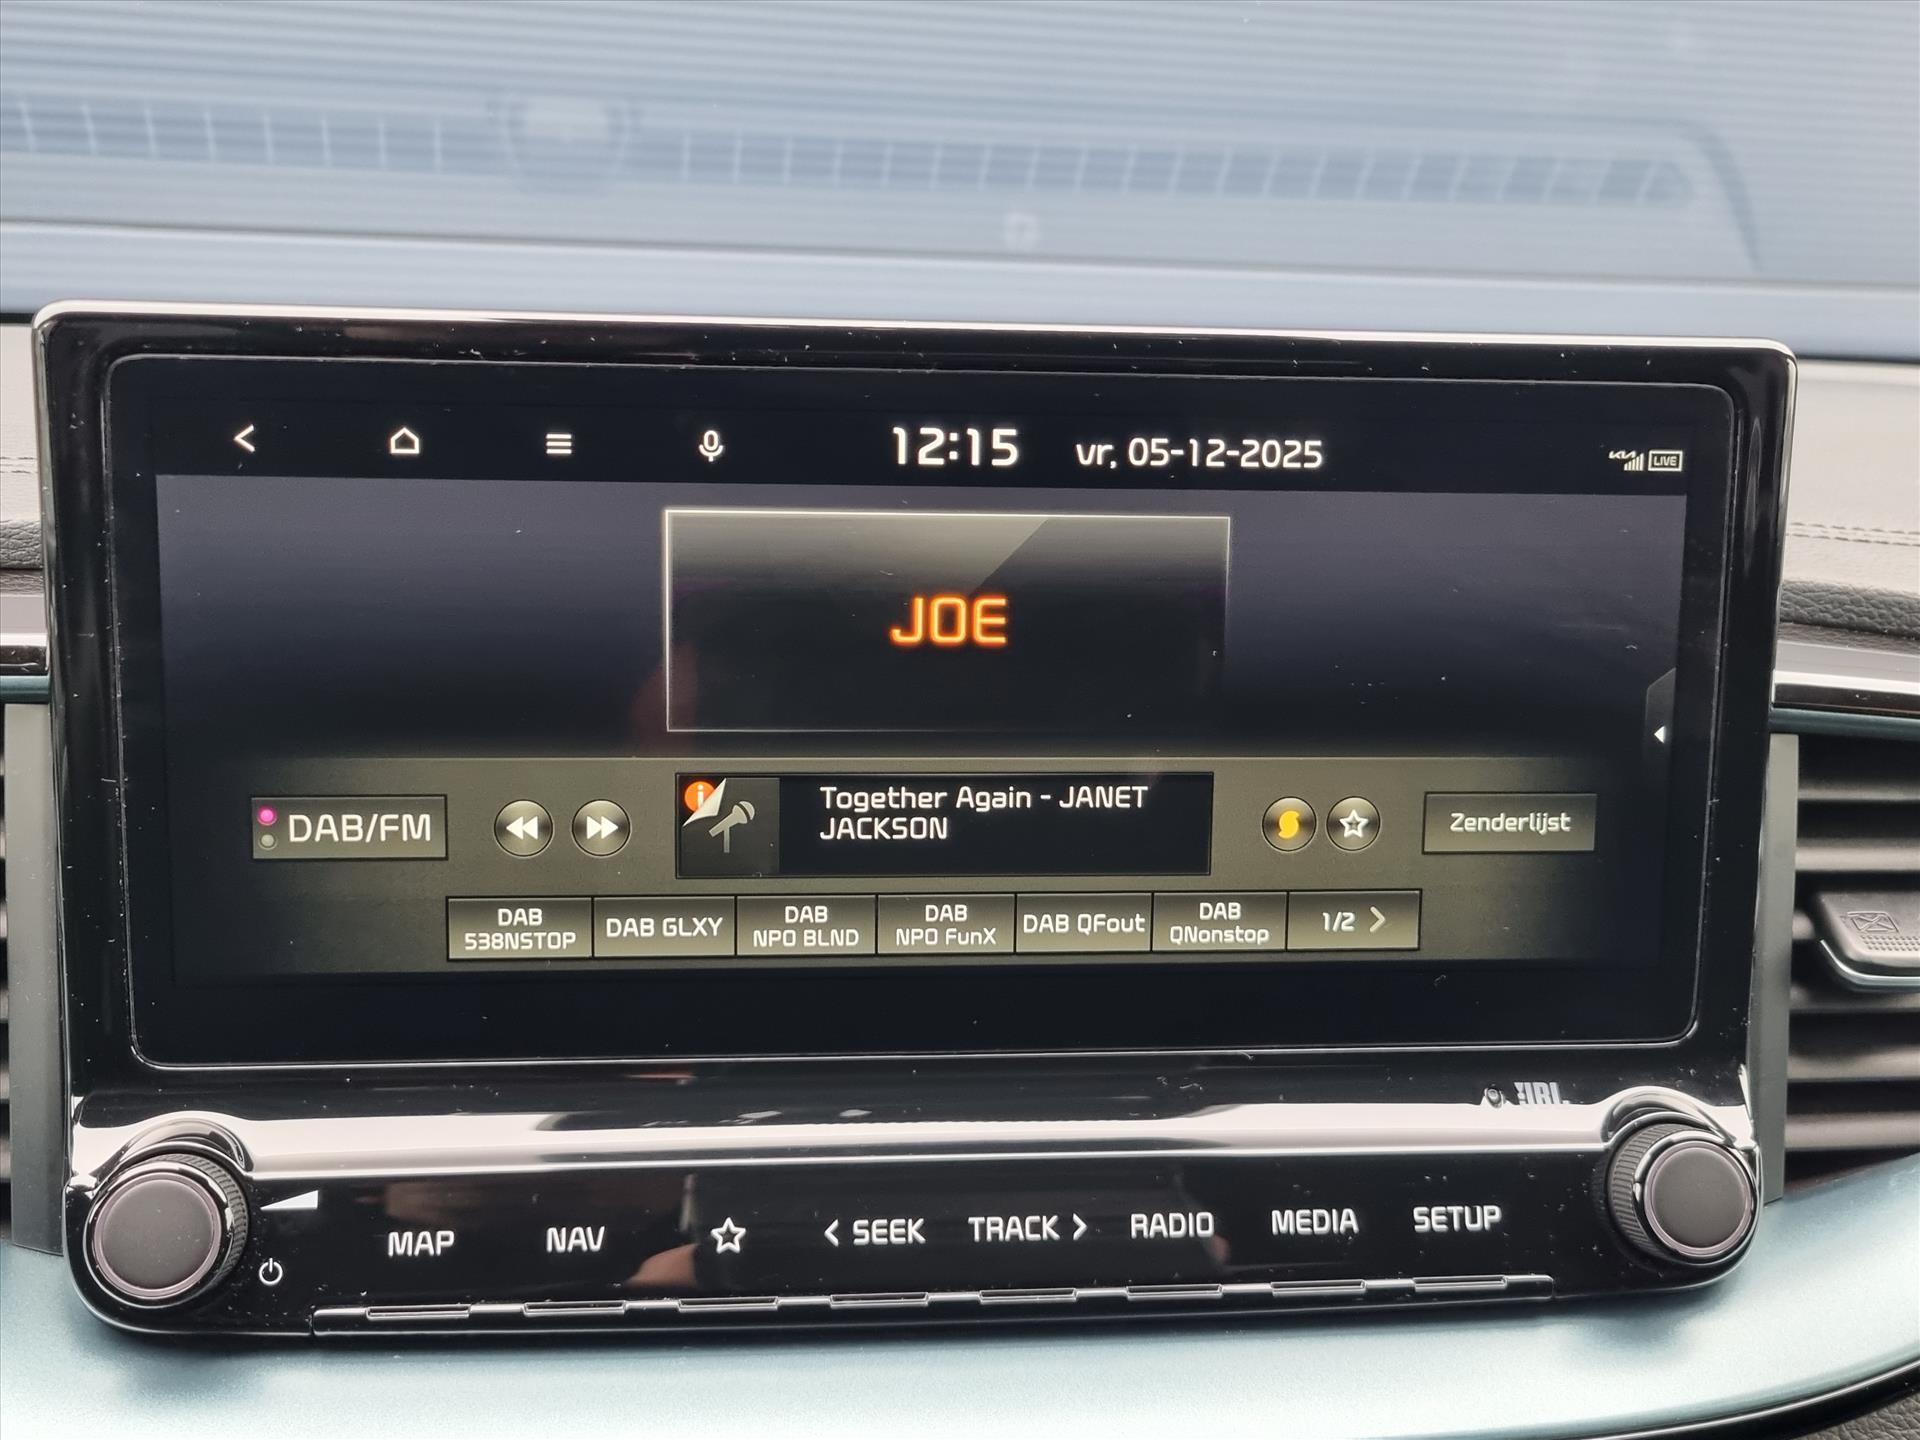 12:15 vr, 05-12-2025
KIA LIVE
JOE
DAB/FM
i
Together Again - JANET
JACKSON
Zenderlijst
DAB
538NSTOP
DAB GLXY
DAB
NPO BLND
DAB
NPO FunX
DAB QFout
DAB
QNonstop
1/2 >
JBL
MAP
NAV
< SEEK
TRACK >
RADIO
MEDIA
SETUP